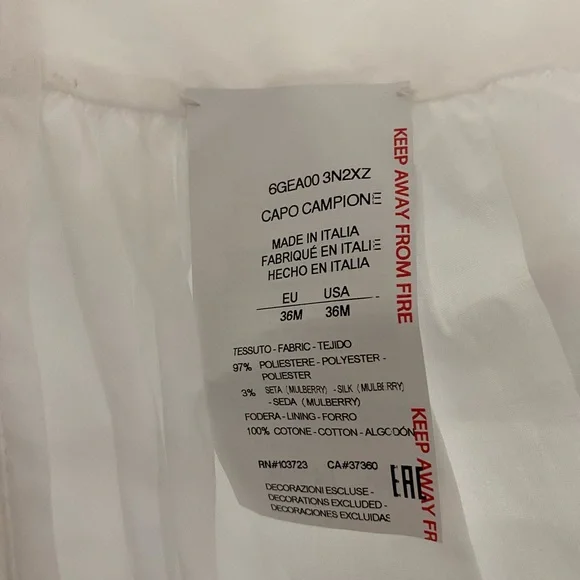 6GEA00 3N2XZ
CAPO CAMPIONE
MADE IN ITALIA
FABRIQUÉ EN ITALIE
HECHO EN ITALIA
EU USA -
36M 36M
TESSUTO - FABRIC - TEJIDO
97% POLIESTERE - POLYESTER -
POLIESTER
3% SETA (MULBERRY) - SILK (MULBERRY)
- SEDA (MULBERRY)
FODERA - LINING - FORRO
100% COTONE - COTTON - ALGODÓN
RN#103723 CA#37360
EAC
DECORAZIONI ESCLUSE -
DECORATIONS EXCLUDED -
DECORACIONES EXCLUIDAS
KEEP AWAY FROM FIRE
KEEP AWAY FR